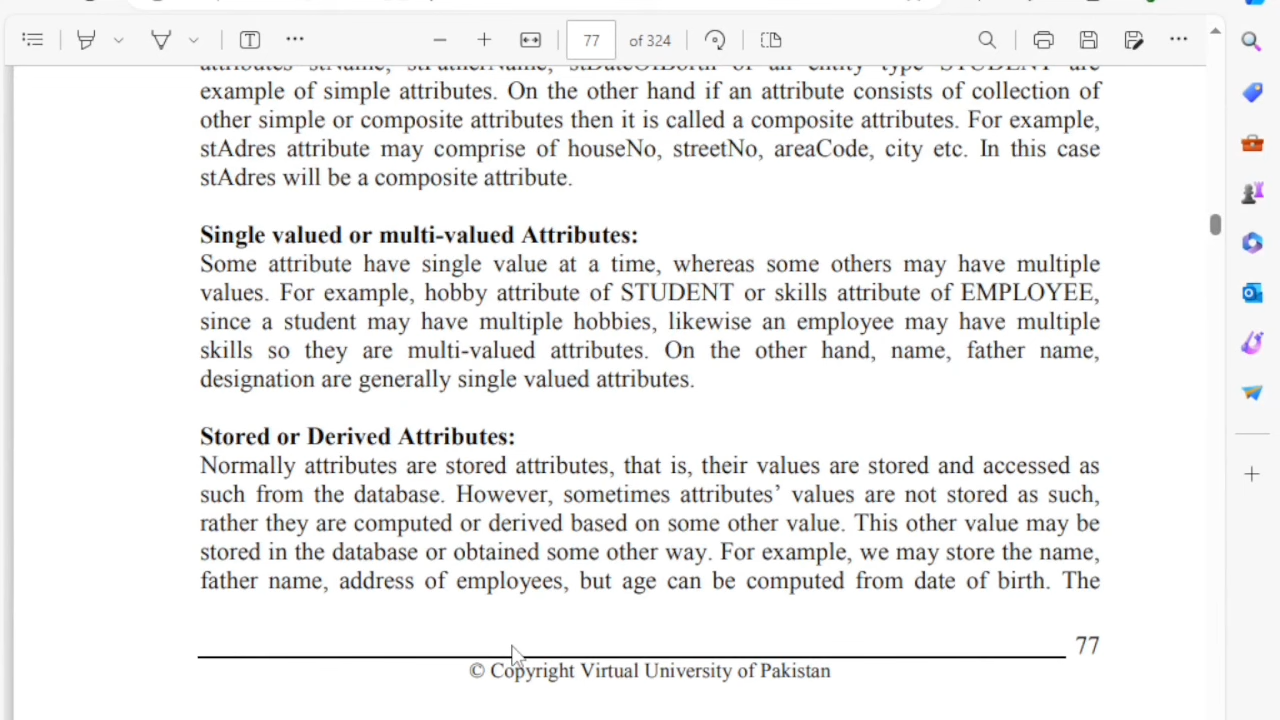 77 of 324
attributes stName, stFatherName, stDateOfBorth of an entity type STUDENT are
example of simple attributes. On the other hand if an attribute consists of collection of
other simple or composite attributes then it is called a composite attributes. For example,
stAdres attribute may comprise of houseNo, streetNo, areaCode, city etc. In this case
stAdres will be a composite attribute.
Single valued or multi-valued Attributes:
Some attribute have single value at a time, whereas some others may have multiple
values. For example, hobby attribute of STUDENT or skills attribute of EMPLOYEE,
since a student may have multiple hobbies, likewise an employee may have multiple
skills so they are multi-valued attributes. On the other hand, name, father name,
designation are generally single valued attributes.
Stored or Derived Attributes:
Normally attributes are stored attributes, that is, their values are stored and accessed as
such from the database. However, sometimes attributes’ values are not stored as such,
rather they are computed or derived based on some other value. This other value may be
stored in the database or obtained some other way. For example, we may store the name,
father name, address of employees, but age can be computed from date of birth. The
77
© Copyright Virtual University of Pakistan